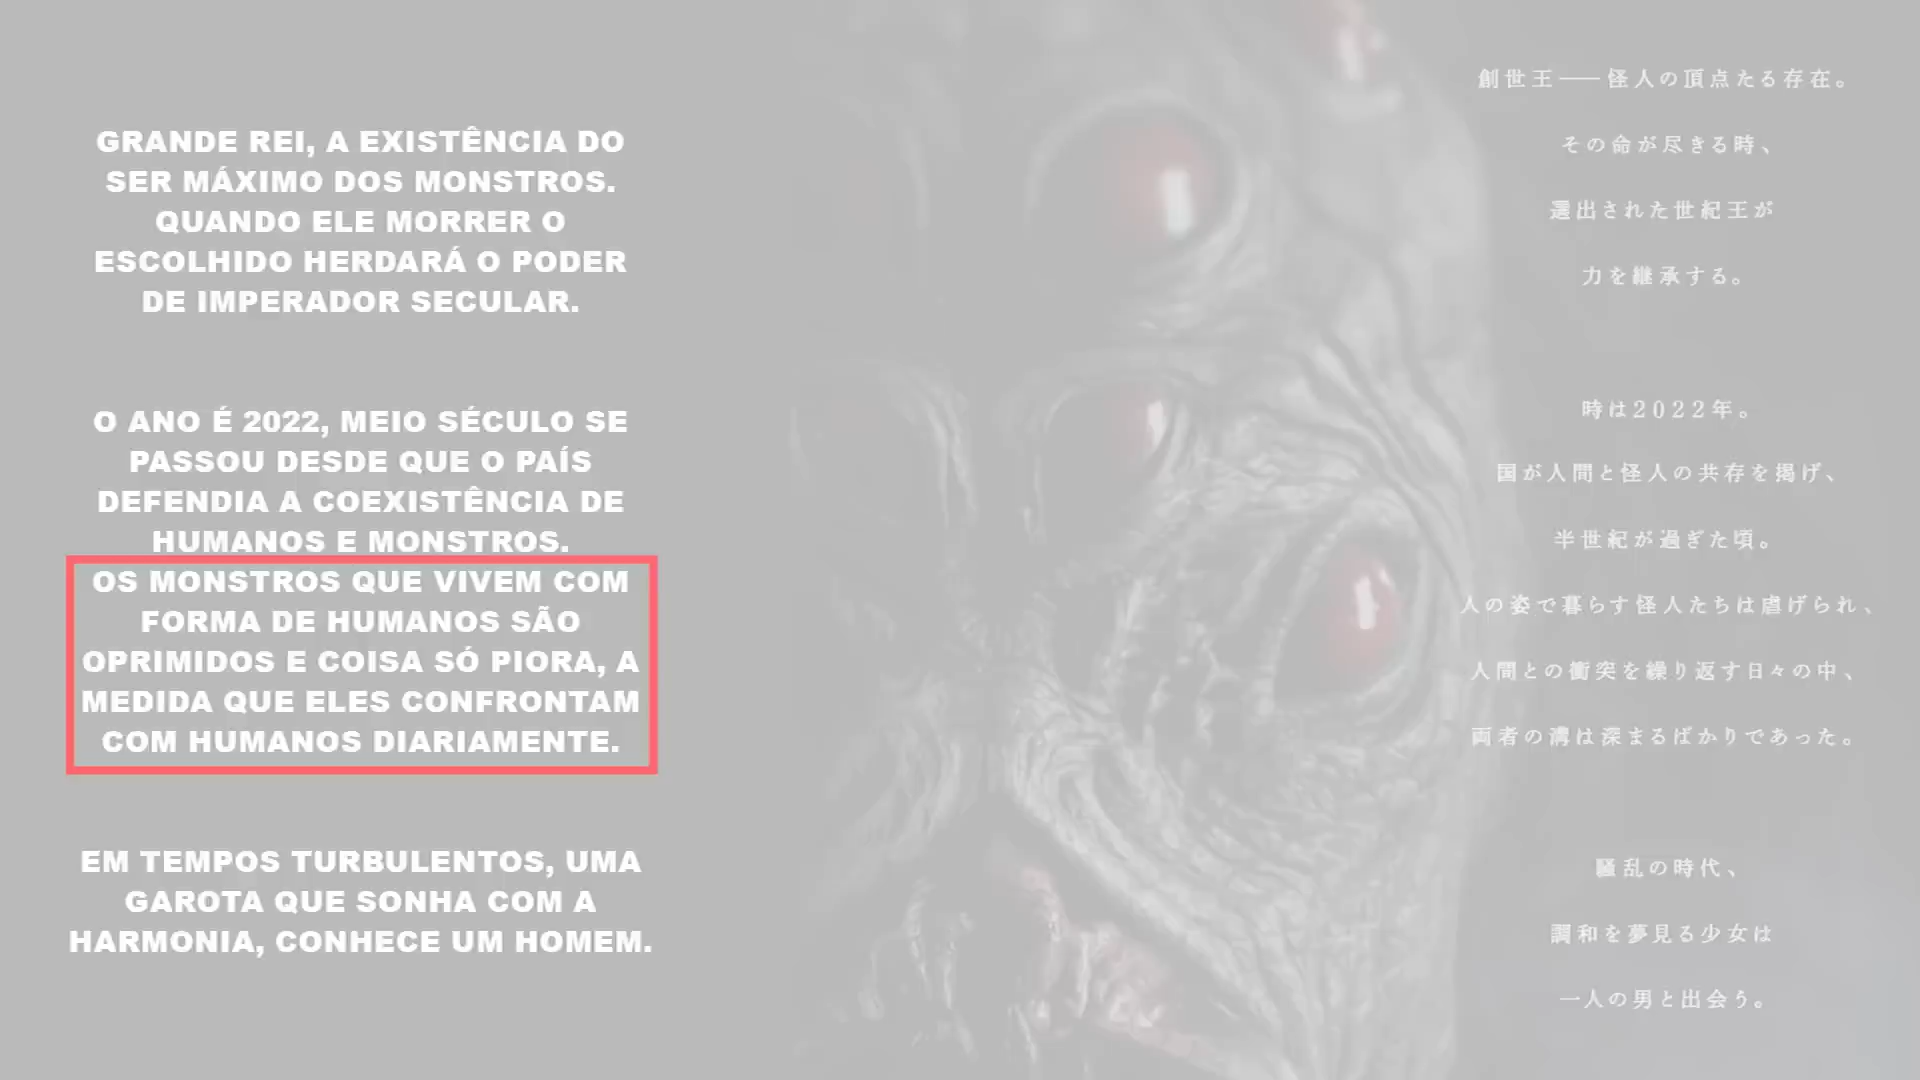 GRANDE REI, A EXISTÊNCIA DO
SER MÁXIMO DOS MONSTROS.
QUANDO ELE MORRER O
ESCOLHIDO HERDARÁ O PODER
DE IMPERADOR SECULAR.
O ANO É 2022, MEIO SÉCULO SE
PASSOU DESDE QUE O PAÍS
DEFENDIA A COEXISTÊNCIA DE
HUMANOS E MONSTROS.
OS MONSTROS QUE VIVEM COM
FORMA DE HUMANOS SÃO
OPRIMIDOS E COISA SÓ PIORA, A
MEDIDA QUE ELES CONFRONTAM
COM HUMANOS DIARIAMENTE.
EM TEMPOS TURBULENTOS, UMA
GAROTA QUE SONHA COM A
HARMONIA, CONHECE UM HOMEM.
創世王――怪人の頂点たる存在。
その命が尽きる時、
選出された世紀王が
力を継承する。
時は2022年。
国が人間と怪人の共存を掲げ、
半世紀が過ぎた頃。
人の姿で暮らす怪人たちは虐げられ、
人間との衝突を繰り返す日々の中、
両者の溝は深まるばかりであった。
騒乱の時代、
調和を夢見る少女は
一人の男と出会う。